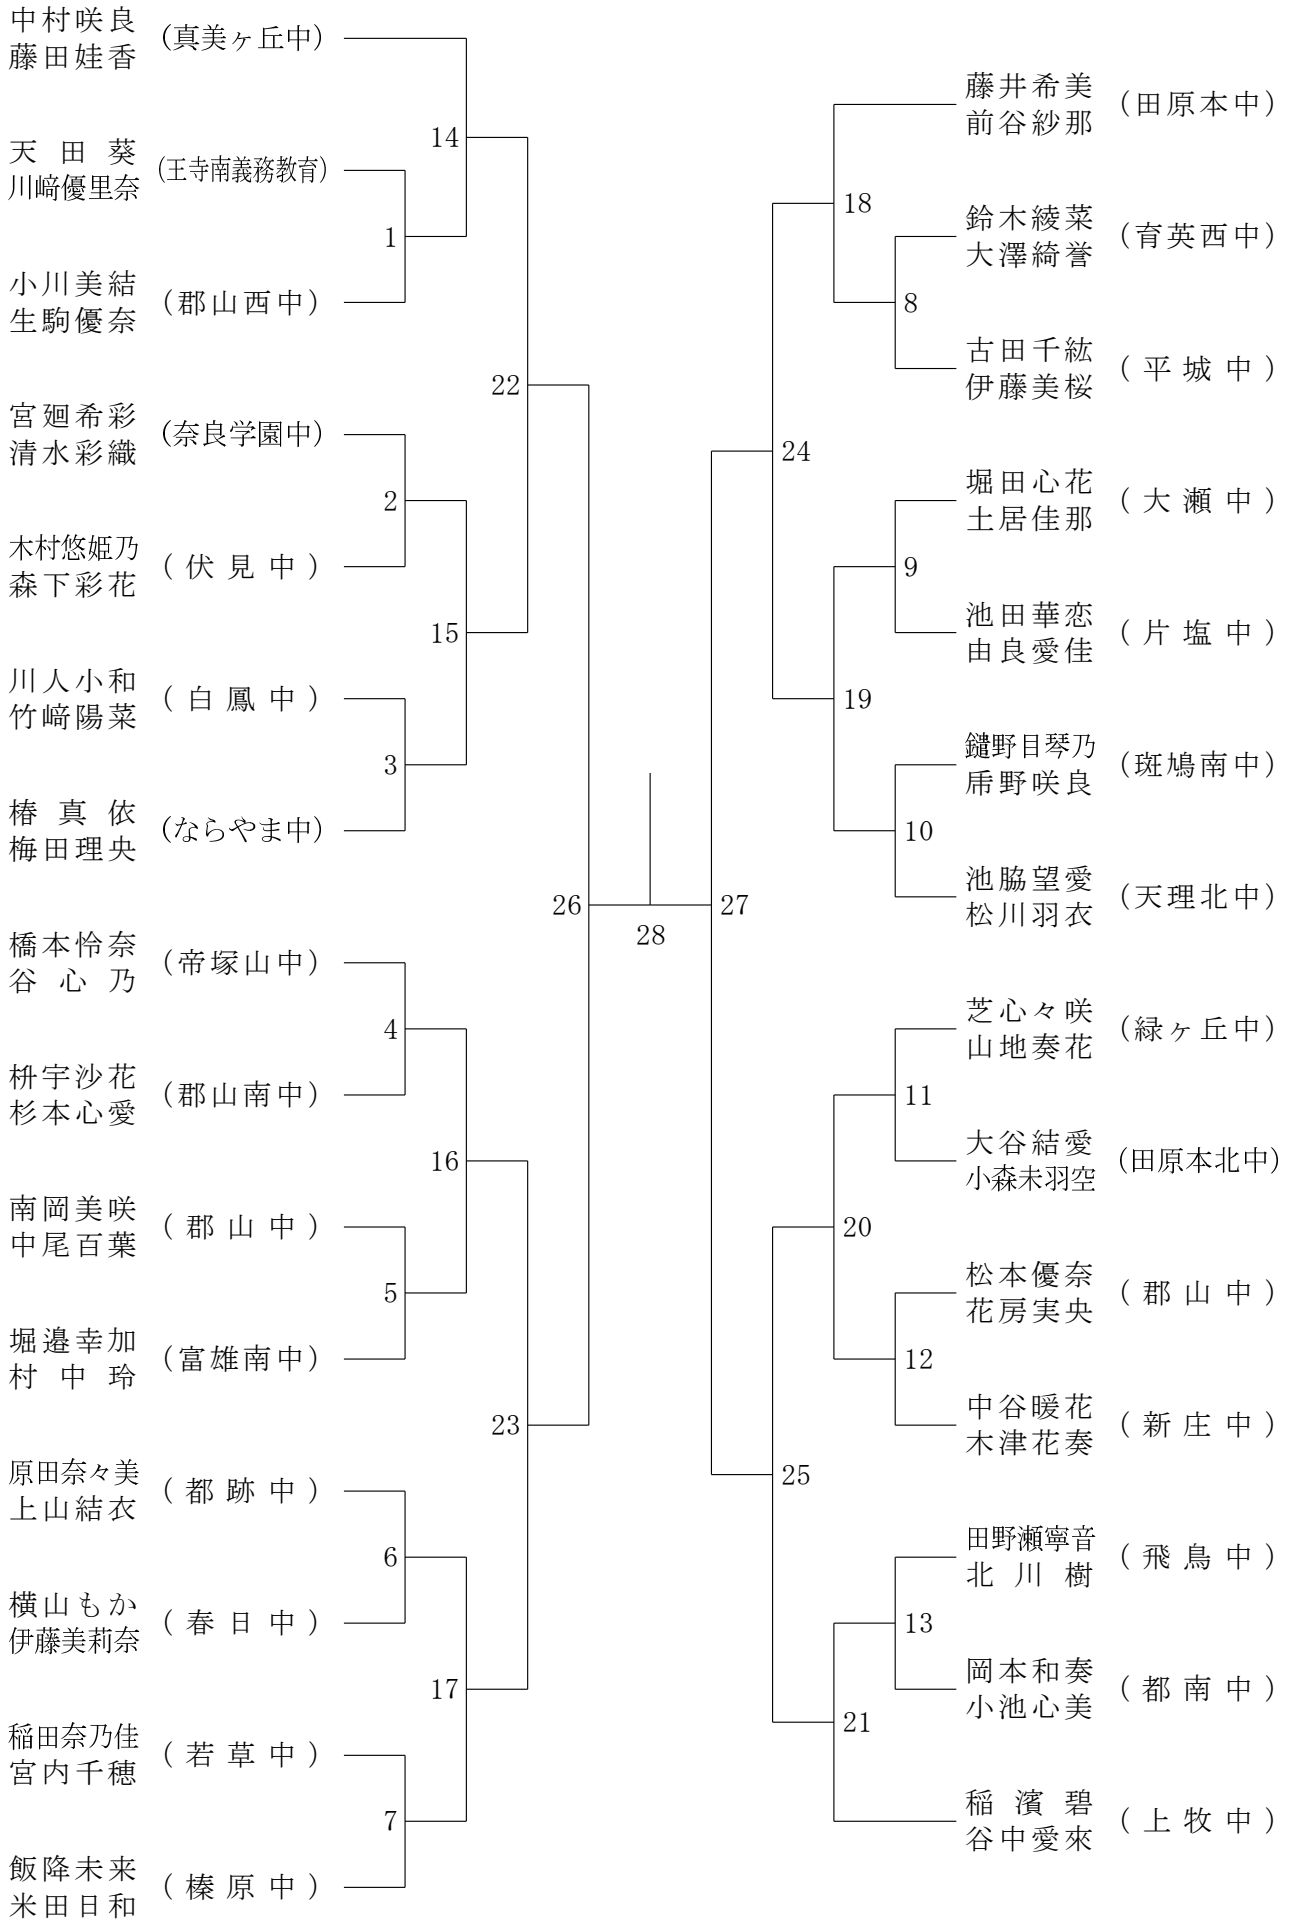 中村咲良
藤田娃香
(真美ヶ丘中)
天田葵
川﨑優里奈
(王寺南義務教育)
小川美結
生駒優奈
(郡山西中)
宮廻希彩
清水彩織
(奈良学園中)
木村悠姫乃
森下彩花
(伏見中)
川人小和
竹﨑陽菜
(白鳳中)
椿真依
梅田理央
(ならやま中)
橋本怜奈
谷心乃
(帝塚山中)
枡宇沙花
杉本心愛
(郡山南中)
南岡美咲
中尾百葉
(郡山中)
堀邉幸加
村中玲
(富雄南中)
原田奈々美
上山結衣
(都跡中)
横山もか
伊藤美莉奈
(春日中)
稲田奈乃佳
宮内千穂
(若草中)
飯降未来
米田日和
(榛原中)
14
1
22
2
15
3
26
4
16
5
23
6
17
7
28
27
18
8
24
9
19
10
11
20
12
25
13
21
藤井希美
前谷紗那
(田原本中)
鈴木綾菜
大澤綺誉
(育英西中)
古田千紘
伊藤美桜
(平城中)
堀田心花
土居佳那
(大瀬中)
池田華恋
由良愛佳
(片塩中)
鑓野目琴乃
乕野咲良
(斑鳩南中)
池脇望愛
松川羽衣
(天理北中)
芝心々咲
山地奏花
(緑ヶ丘中)
大谷結愛
小森未羽空
(田原本北中)
松本優奈
花房実央
(郡山中)
中谷暖花
木津花奏
(新庄中)
田野瀬寧音
北川樹
(飛鳥中)
岡本和奏
小池心美
(都南中)
稲濱碧
谷中愛來
(上牧中)